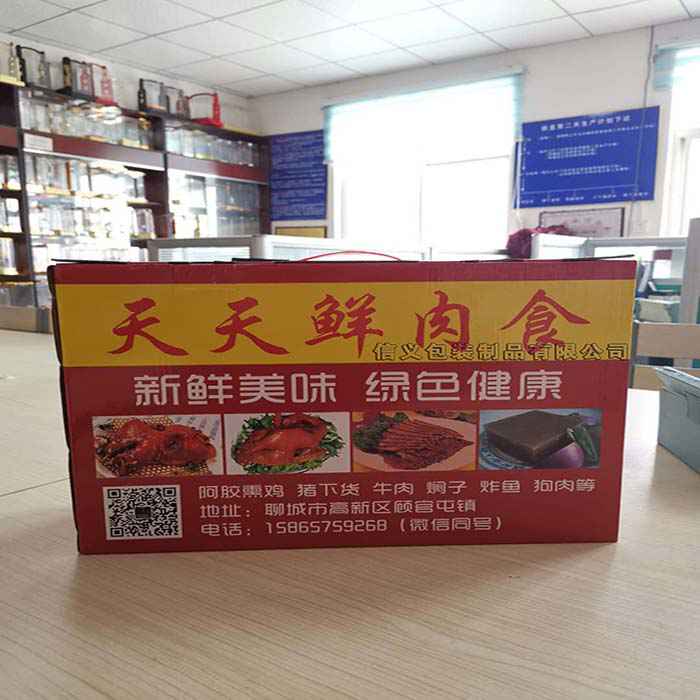 天天鲜肉食
信义包装制品有限公司
新鲜美味 绿色健康
阿胶熏鸡 猪下货 牛肉 焖子 炸鱼 狗肉等
地址：聊城市高新区顾官屯镇
电话：15865759268（微信同号）